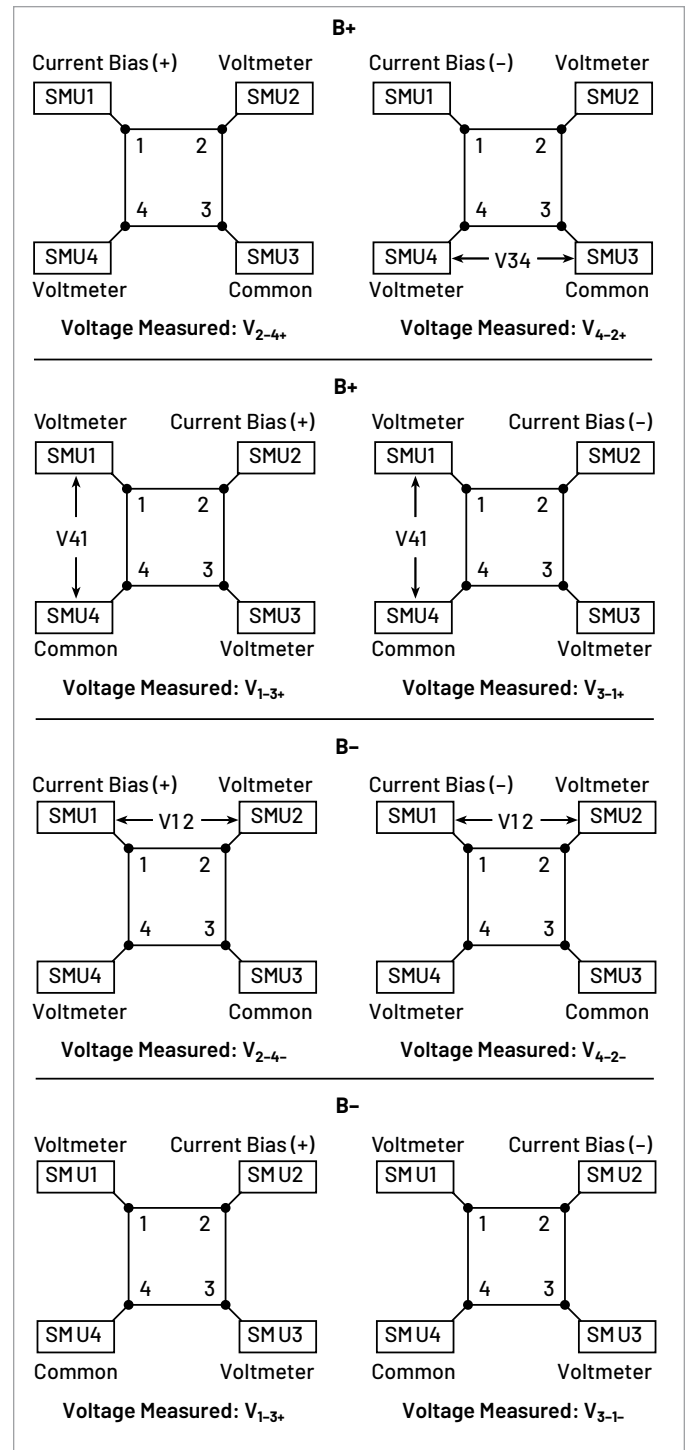 B+
Current Bias (+) Voltmeter Current Bias (–) Voltmeter
SMU1 SMU2 SMU1 SMU2
1 2 1 2
4 3 4 3
SMU4 SMU3 SMU4 V34 SMU3
Voltmeter Common Voltmeter Common
Voltage Measured: V2–4+ Voltage Measured: V4–2+
B+
Voltmeter Current Bias (+) Voltmeter Current Bias (–)
SMU1 SMU2 SMU1 SMU2
1 2 1 2
V41 V41
4 3 4 3
SMU4 SMU3 SMU4 SMU3
Common Voltmeter Common Voltmeter
Voltage Measured: V1–3+ Voltage Measured: V3–1+
B–
Current Bias (+) Voltmeter Current Bias (–) Voltmeter
SMU1 V12 SMU2 SMU1 V12 SMU2
1 2 1 2
4 3 4 3
SMU4 SMU3 SMU4 SMU3
Voltmeter Common Voltmeter Common
Voltage Measured: V2–4– Voltage Measured: V4–2–
B–
Voltmeter Current Bias (+) Voltmeter Current Bias (–)
SMU1 SMU2 SMU1 SMU2
1 2 1 2
4 3 4 3
SMU4 SMU3 SMU4 SMU3
Common Voltmeter Common Voltmeter
Voltage Measured: V1–3+ Voltage Measured: V3–1–